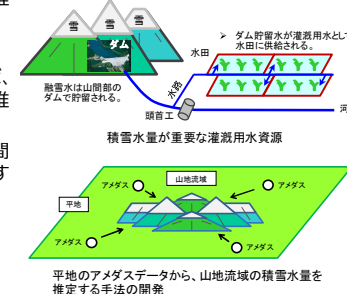 雪
雪
雪
ダム
融雪水は山間部の
ダムで貯留される。
水田
➢ ダム貯留水が灌漑用水として
水田に供給される。
水路
頭首工
河
積雪水量が重要な灌漑用水資源
、
推
間
す
アメダス
山地流域
アメダス
平地
アメダス
アメダス
平地のアメダスデータから、山地流域の積雪水量を
推定する手法の開発